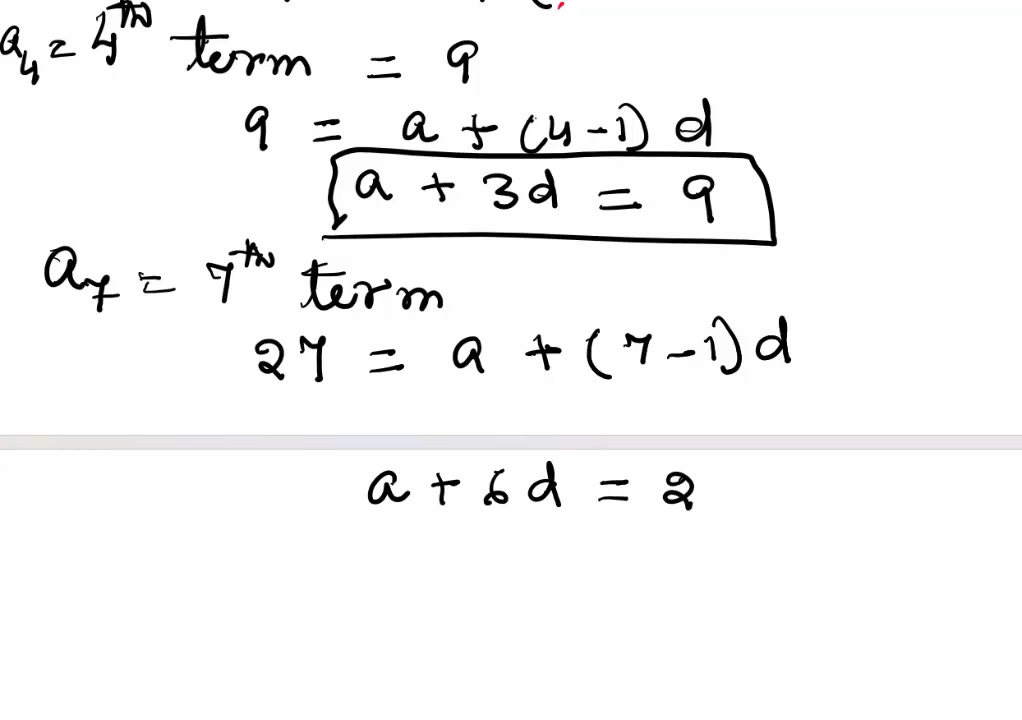 a₄ = 4ᵗʰ term = 9
9 = a + (4-1) d
a + 3d = 9
a₇ = 7ᵗʰ term
27 = a + (7-1)d
a + 6d = 2